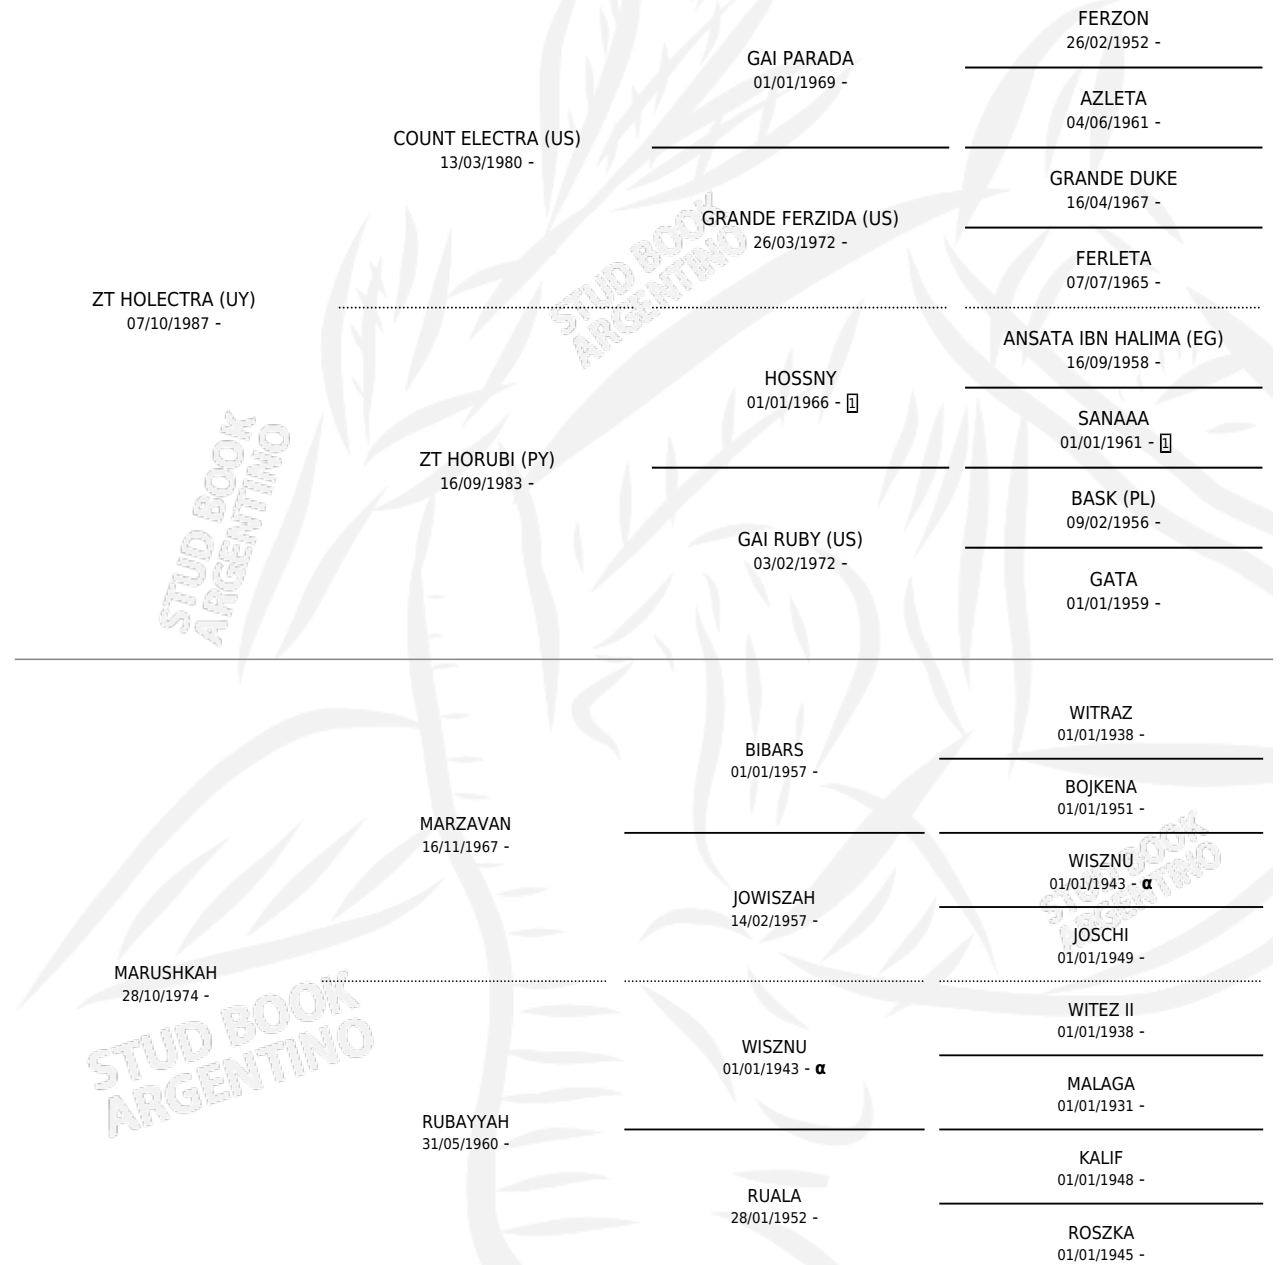 FERZON
26/02/1952 -
GAI PARADA
01/01/1969 -
AZLETA
04/06/1961 -
COUNT ELECTRA (US)
13/03/1980 -
GRANDE DUKE
16/04/1967 -
GRANDE FERZIDA (US)
26/03/1972 -
FERLETA
07/07/1965 -
ZT HOLECTRA (UY)
07/10/1987 -
ANSATA IBN HALIMA (EG)
16/09/1958 -
HOSSNY
01/01/1966 - 1
SANAAA
01/01/1961 - 1
ZT HORUBI (PY)
16/09/1983 -
BASK (PL)
09/02/1956 -
GAI RUBY (US)
03/02/1972 -
GATA
01/01/1959 -
WITRAZ
01/01/1938 -
BIBARS
01/01/1957 -
BOJKENA
01/01/1951 -
MARZAVAN
16/11/1967 -
WISZNU
01/01/1943 - α
JOWISZAH
14/02/1957 -
JOSCHI
01/01/1949 -
MARUSHKAH
28/10/1974 -
WITEZ II
01/01/1938 -
WISZNU
01/01/1943 - α
MALAGA
01/01/1931 -
RUBAYYAH
31/05/1960 -
KALIF
01/01/1948 -
RUALA
28/01/1952 -
ROSZKA
01/01/1945 -
STUD BOOK
ARGENTINO
STUD BOOK
ARGENTINO
STUD BOOK
ARGENTINO
STUD BOOK
ARGENTINO